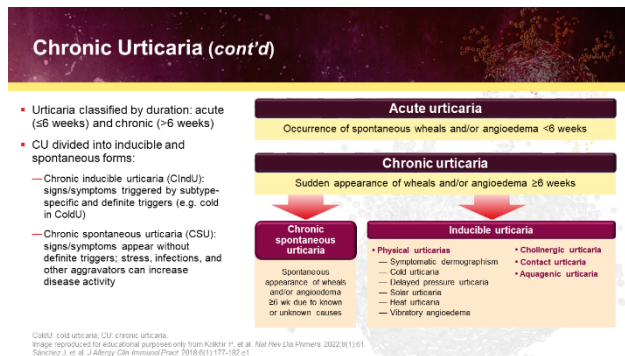 Chronic Urticaria (cont'd)
▪ Urticaria classified by duration: acute
(≤6 weeks) and chronic (>6 weeks)
▪ CU divided into inducible and
spontaneous forms:
— Chronic inducible urticaria (CIndU):
signs/symptoms triggered by subtype-
specific and definite triggers (e.g. cold
in ColdU)
— Chronic spontaneous urticaria (CSU):
signs/symptoms appear without
definite triggers; stress, infections, and
other aggravators can increase
disease activity
Acute urticaria
Occurrence of spontaneous wheals and/or angioedema <6 weeks
Chronic urticaria
Sudden appearance of wheals and/or angioedema ≥6 weeks
Chronic
spontaneous
urticaria
Spontaneous
appearance of wheals
and/or angioedema
≥6 wk due to known
or unknown causes
Inducible urticaria
• Physical urticarias
— Symptomatic dermographism
— Cold urticaria
— Delayed pressure urticaria
— Solar urticaria
— Heat urticaria
— Vibratory angioedema
• Cholinergic urticaria
• Contact urticaria
• Aquagenic urticaria
ColdU: cold urticaria; CU: chronic urticaria.
Image reproduced for educational purposes only from Kolkhir P, et al. Nat Rev Dis Primers. 2022;8(1):61.
Sánchez J, et al. J Allergy Clin Immunol Pract. 2018;6(1):177-182.e1.